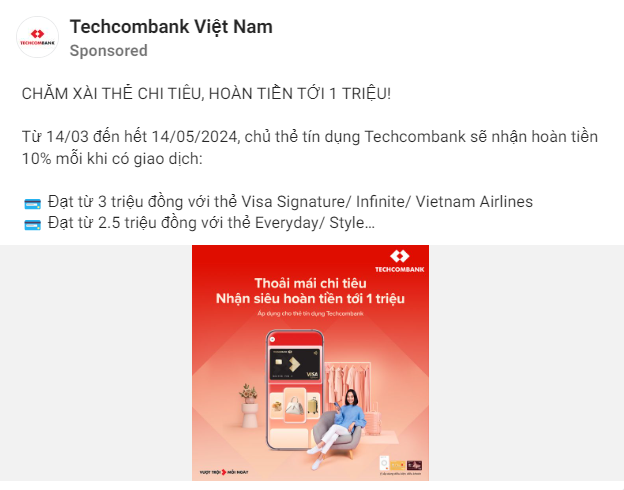 TECHCOMBANK
Techcombank Việt Nam
Sponsored
CHĂM XÀI THẺ CHI TIÊU, HOÀN TIỀN TỚI 1 TRIỆU!
Từ 14/03 đến hết 14/05/2024, chủ thẻ tín dụng Techcombank sẽ nhận hoàn tiền
10% mỗi khi có giao dịch:
Đạt từ 3 triệu đồng với thẻ Visa Signature/ Infinite/ Vietnam Airlines
Đạt từ 2.5 triệu đồng với thẻ Everyday/ Style...
TECHCOMBANK
Thoải mái chi tiêu
Nhận siêu hoàn tiền tới 1 triệu
Áp dụng cho thẻ tín dụng Techcombank
TECHCOMBANK
VISA
VƯỢT TRỘI MỖI NGÀY